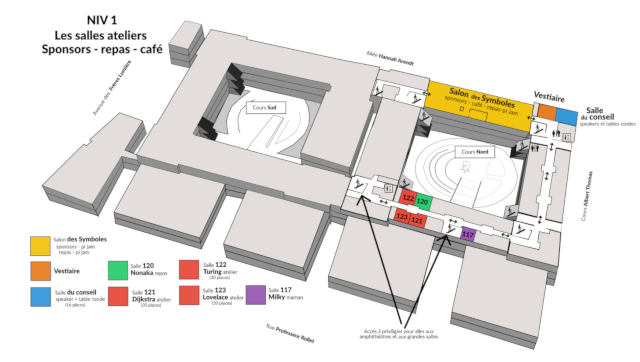 NIV 1
Les salles ateliers
Sponsors - repas - café
Allée Hannah Arendt
Avenue des Frères Lumière
Salon des Symboles
sponsors - café - repas-pi jam
Vestiaire
Salle
du conseil
speakers et tables rondes
Cours Sud
Cours Nord
Cours Albert Thomas
122
120
123
121
117
Salon des Symboles
sponsors - pi jam
repas - pi jam
Vestiaire
Salle 120
Nonaka repos
Salle 122
Turing atelier
(30 places)
Salle du conseil
speaker + table ronde
(16 places)
Salle 121
Dijkstra atelier
(30 places)
Salle 123
Lovelace atelier
(30 places)
Salle 117
Milky maman
Rue Professeur Rollet
Accès à privilégier pour aller aux
amphithéâtres et aux grandes salles